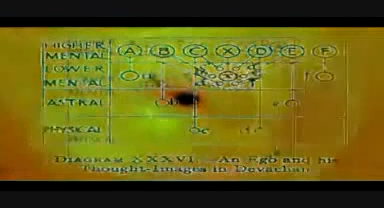 HIGHER
MENTAL
A B C X D E F
LOWER
MENTAL
a
f
ASTRAL
b
e
PHYSICAL
c
d
DIAGRAM XXXVI.—An Ego and his
Thought-Images in Devachan